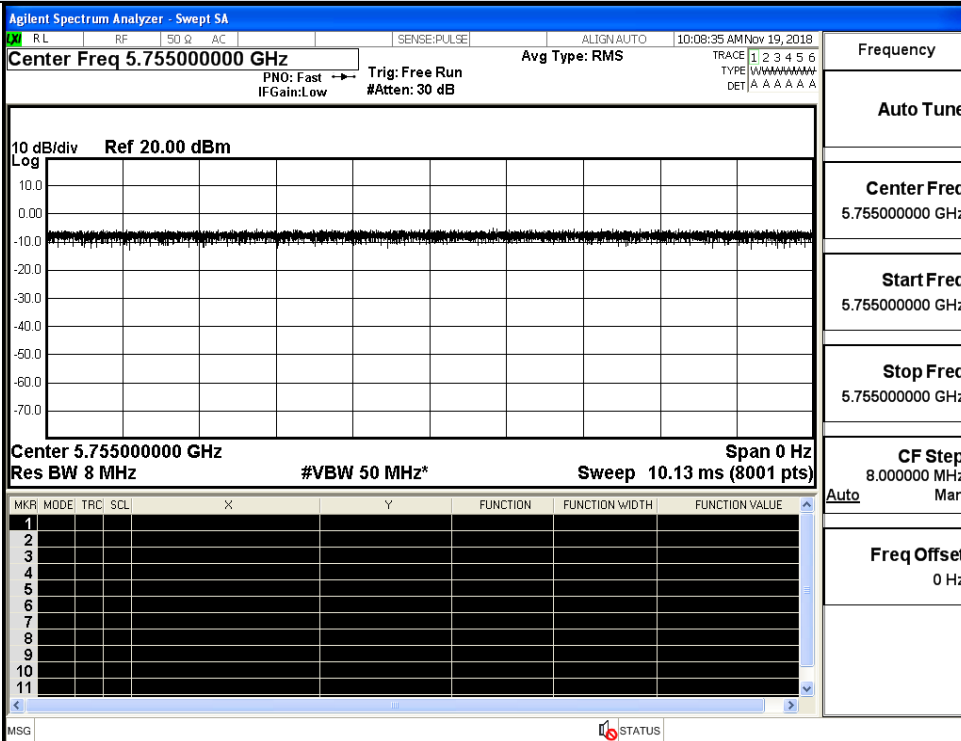 Agilent Spectrum Analyzer - Swept SA
LXI RL RF 50 Ω AC SENSE:PULSE ALIGN AUTO 10:08:35 AM Nov 19, 2018
Center Freq 5.755000000 GHz Avg Type: RMS TRACE 1 2 3 4 5 6
PNO: Fast Trig: Free Run TYPE WWWWWW
IFGain:Low #Atten: 30 dB DET A A A A A A
10 dB/div Ref 20.00 dBm
Log
10.0
0.00
-10.0
-20.0
-30.0
-40.0
-50.0
-60.0
-70.0
Center 5.755000000 GHz Span 0 Hz
Res BW 8 MHz #VBW 50 MHz* Sweep 10.13 ms (8001 pts)
MKR MODE TRC SCL X Y FUNCTION FUNCTION WIDTH FUNCTION VALUE
1
2
3
4
5
6
7
8
9
10
11
MSG STATUS
Frequency
Auto Tune
Center Freq
5.755000000 GHz
Start Freq
5.755000000 GHz
Stop Freq
5.755000000 GHz
CF Step
8.000000 MHz
Auto Man
Freq Offset
0 Hz